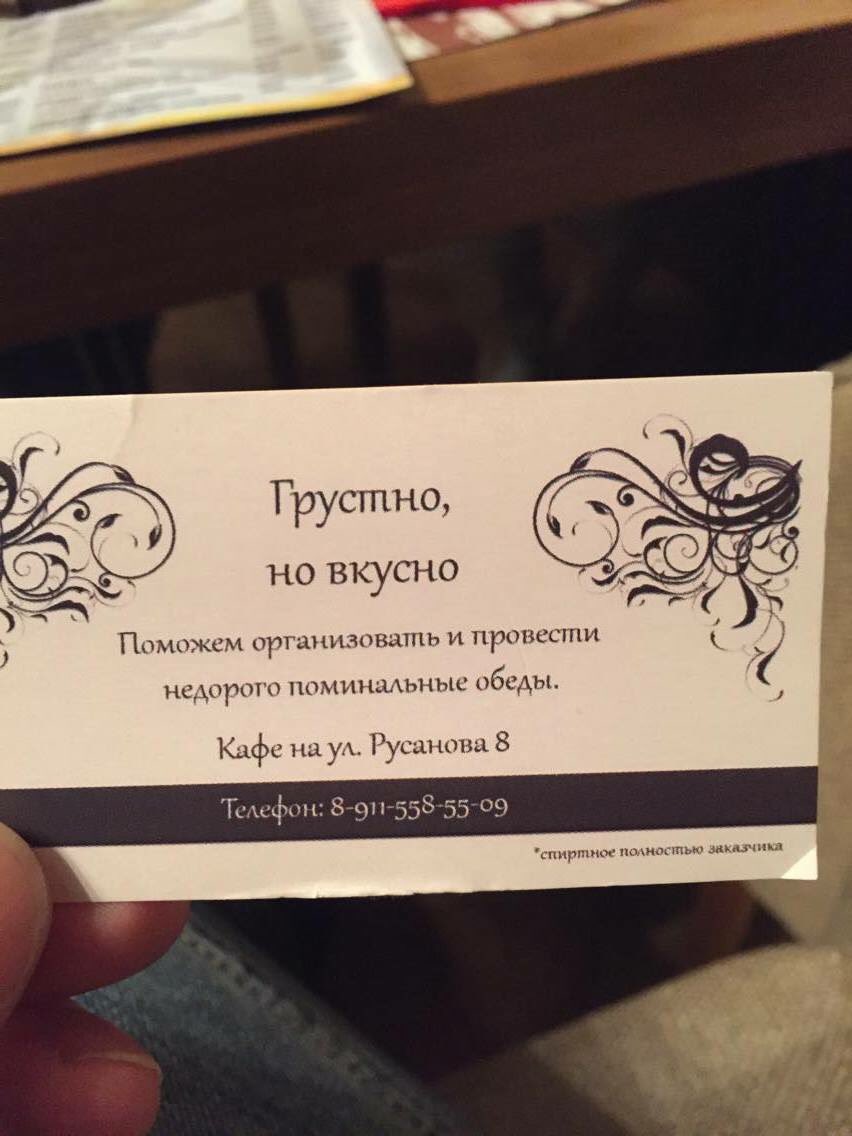 Грустно,
но вкусно
Поможем организовать и провести
недорого поминальные обеды.
Кафе на ул. Русанова 8
Телефон: 8-911-558-55-09
*спиртное полностью заказчика